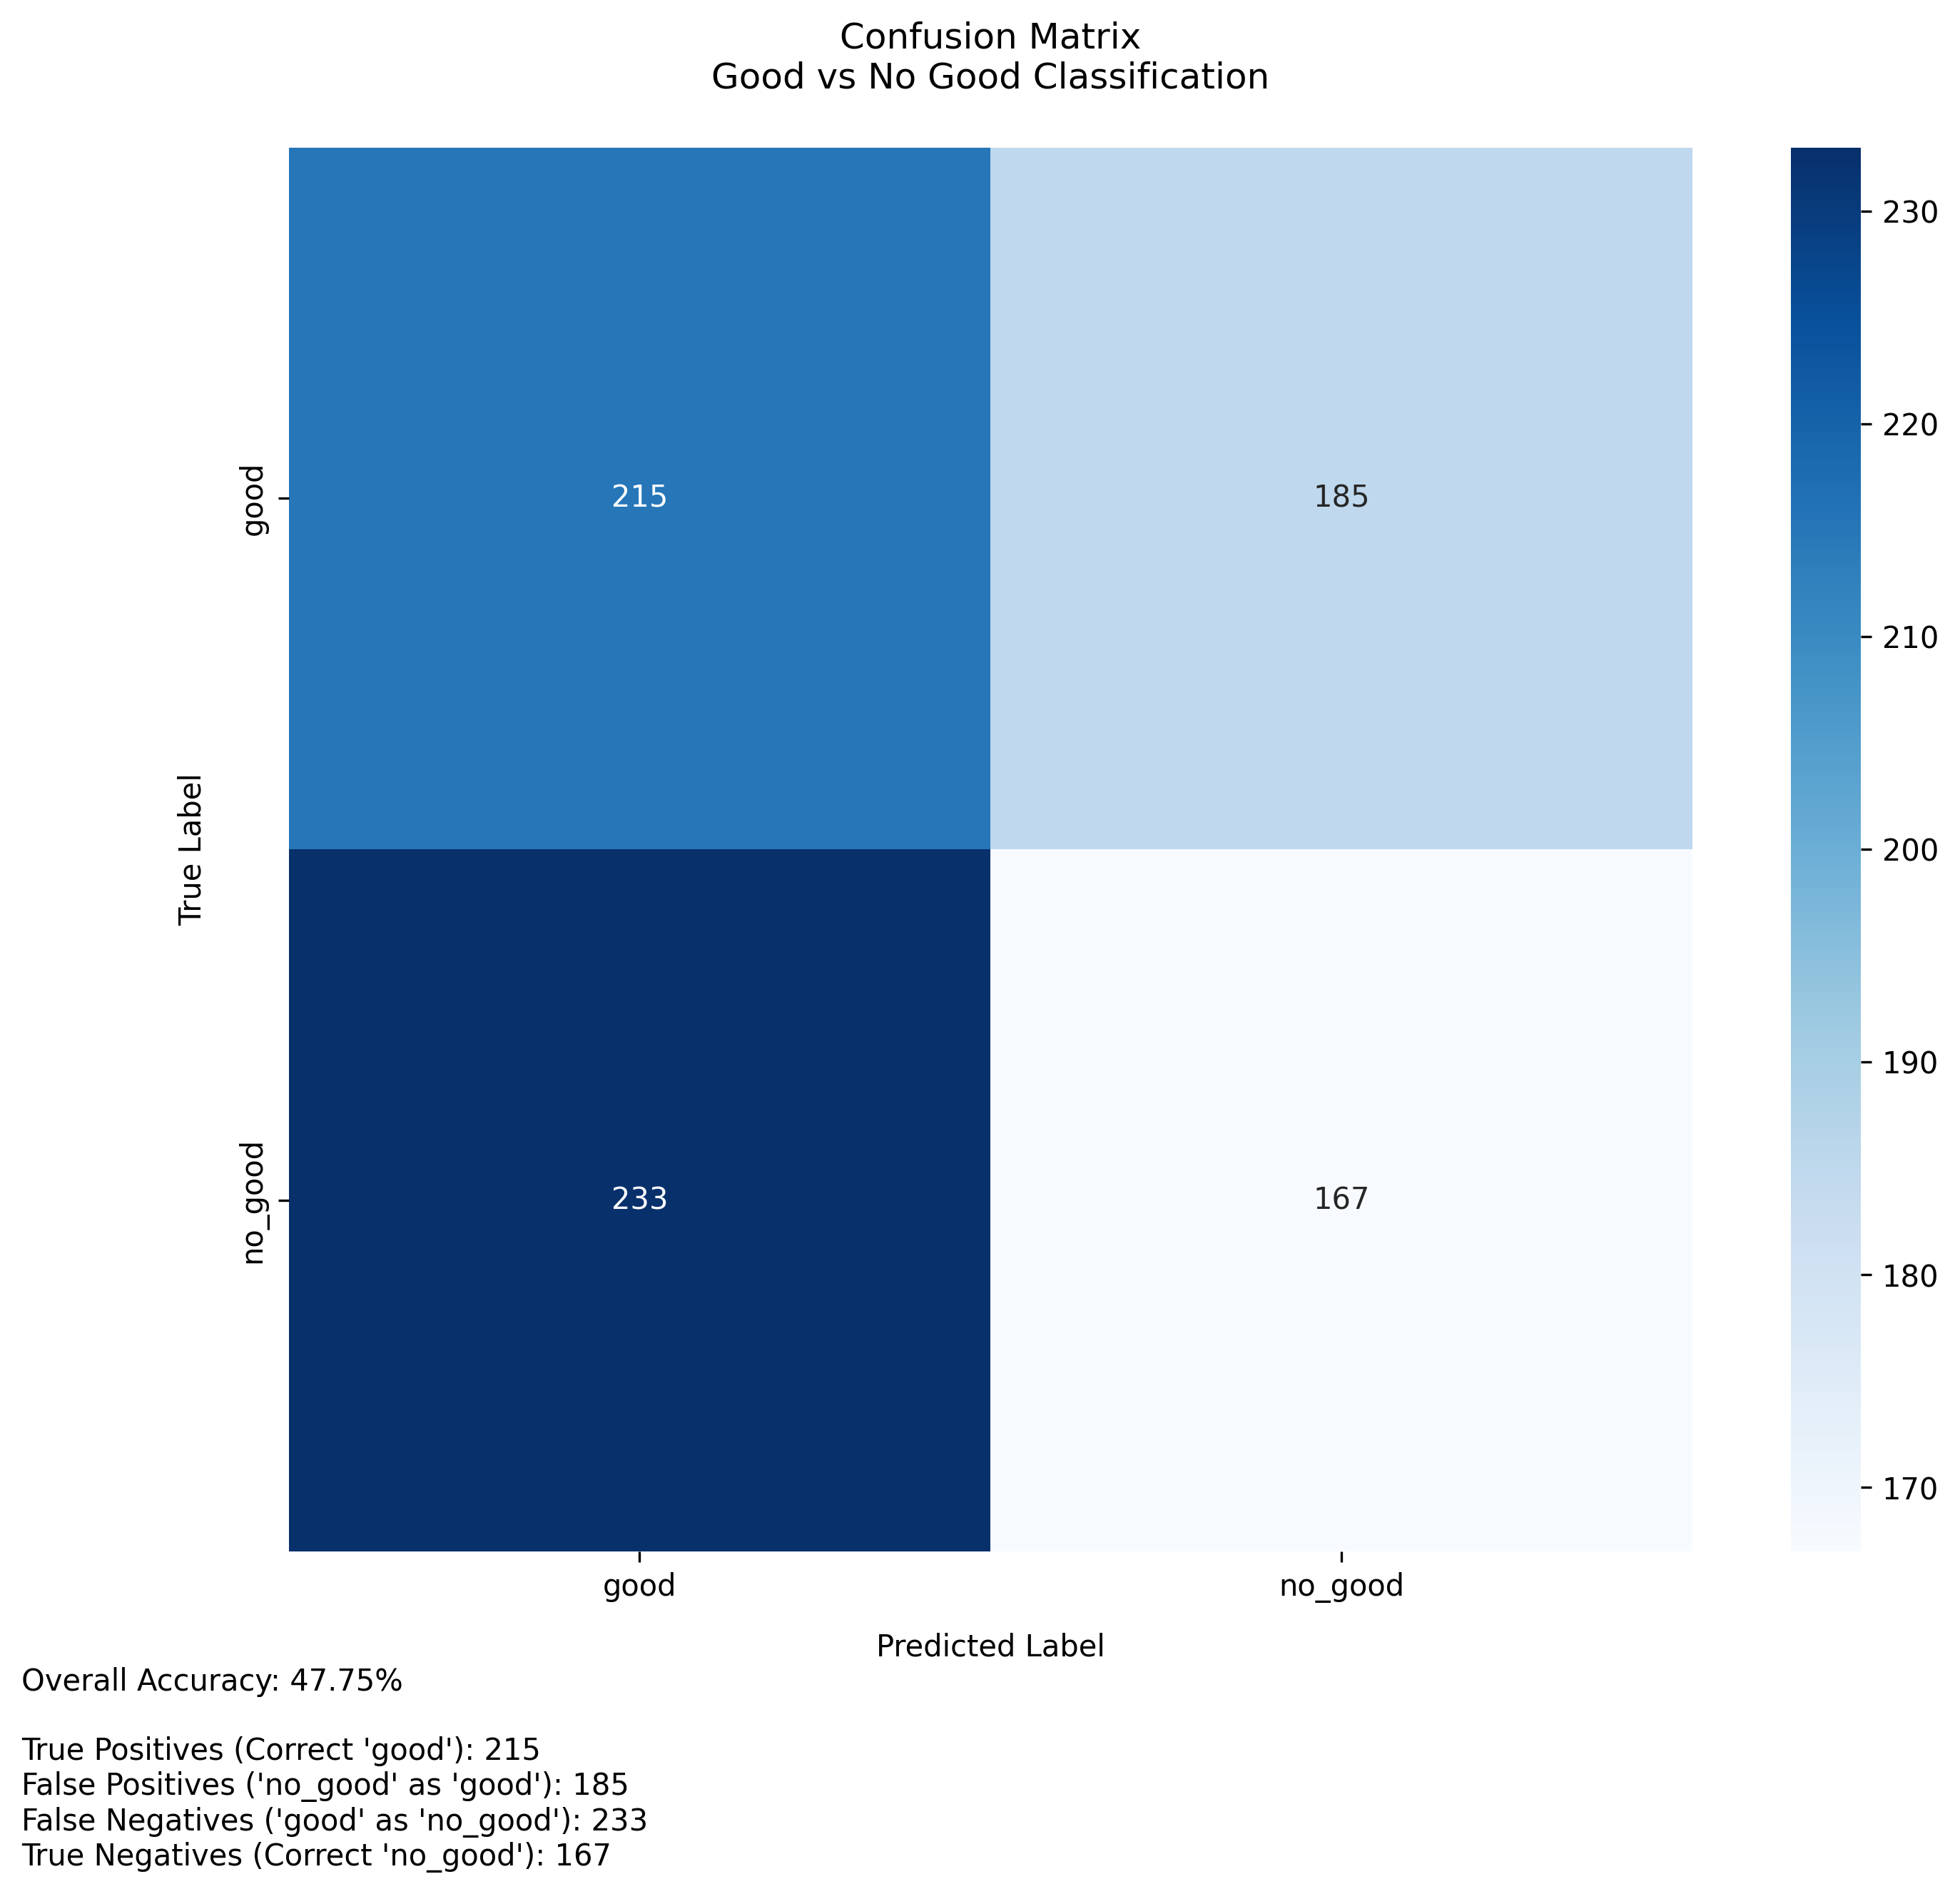 Confusion Matrix
Good vs No Good Classification
230
220
210
200
190
180
170
True Label
good
no_good
215
185
233
167
good
no_good
Predicted Label
Overall Accuracy: 47.75%
True Positives (Correct 'good'): 215
False Positives ('no_good' as 'good'): 185
False Negatives ('good' as 'no_good'): 233
True Negatives (Correct 'no_good'): 167